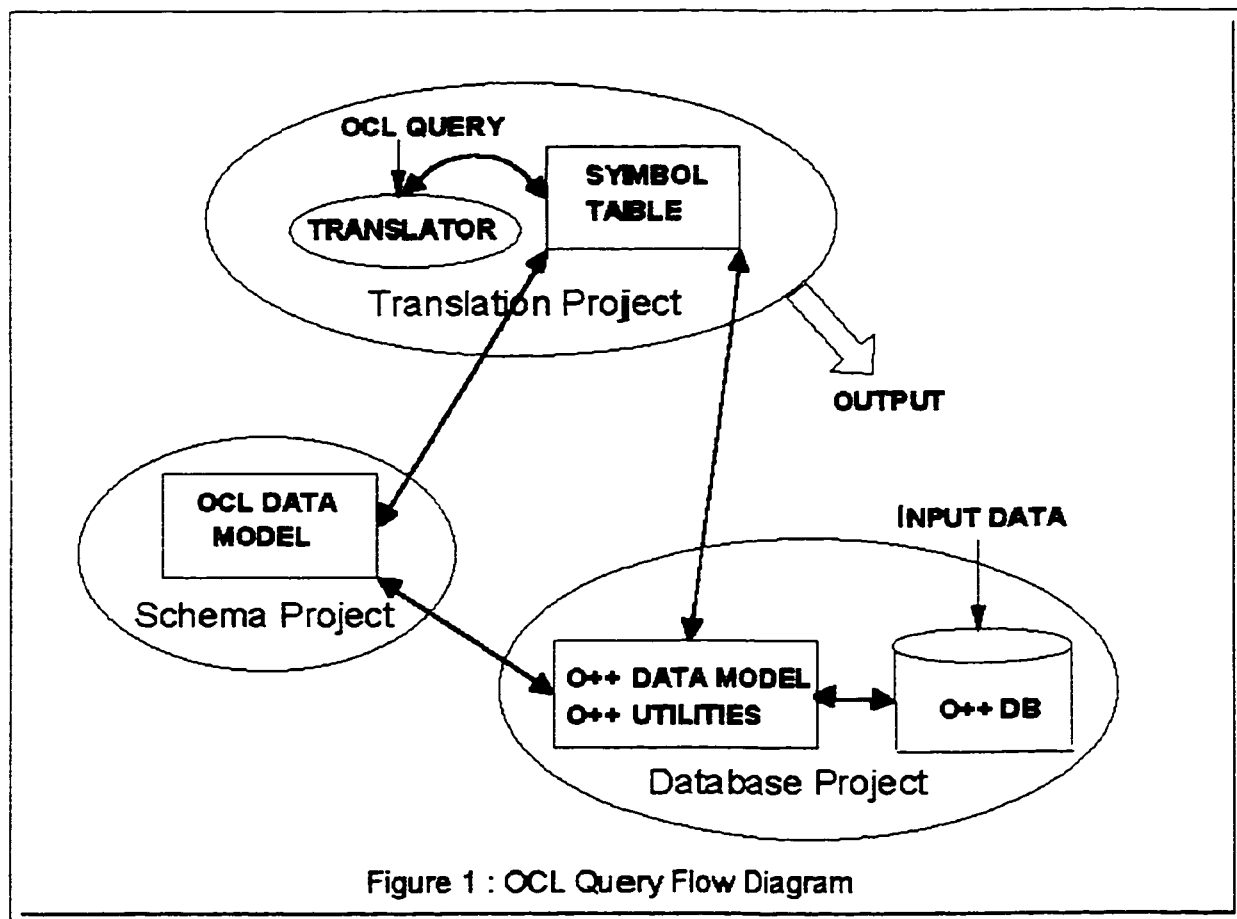 OCL QUERY
SYMBOL
TABLE
TRANSLATOR
Translation Project
OUTPUT
OCL DATA
MODEL
INPUT DATA
Schema Project
O++ DATA MODEL
O++ UTILITIES
O++ DB
Database Project
Figure 1 : OCL Query Flow Diagram